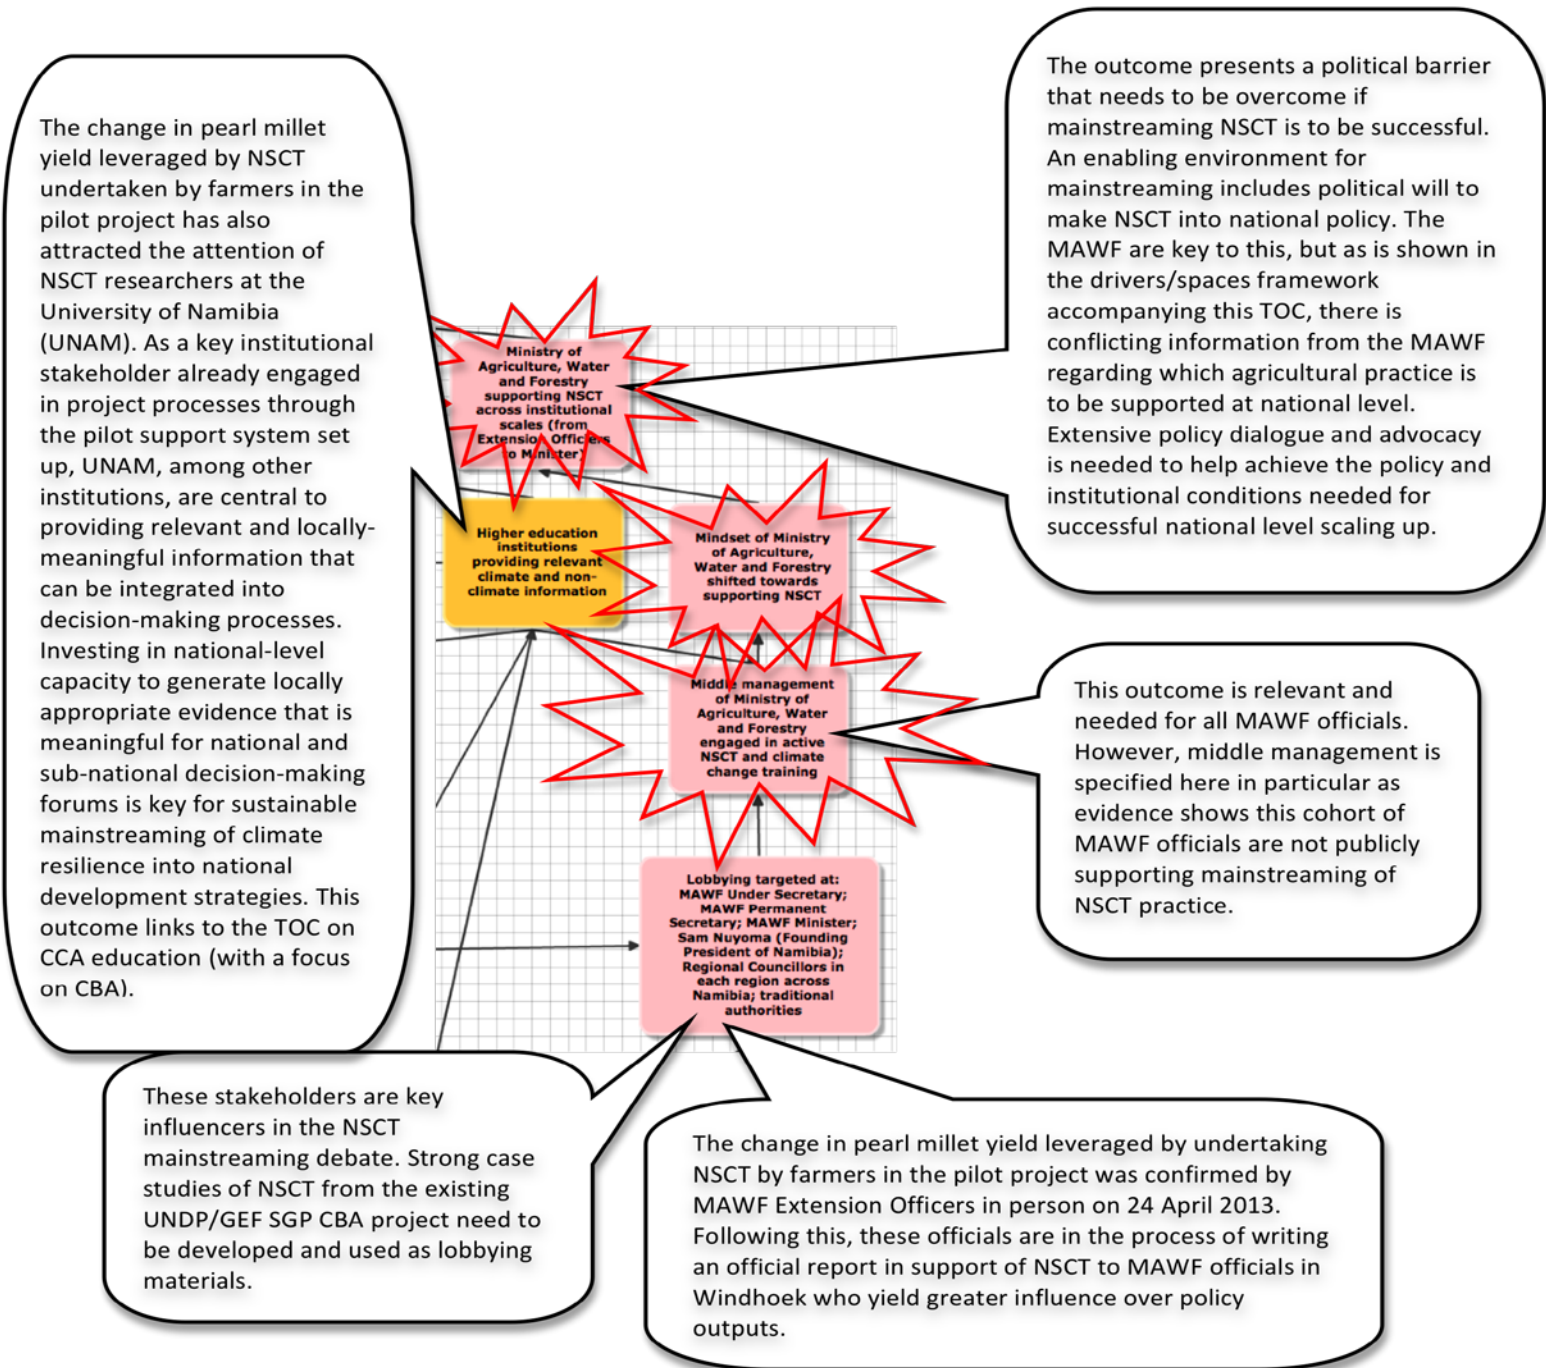 The change in pearl millet
yield leveraged by NSCT
undertaken by farmers in the
pilot project has also
attracted the attention of
NSCT researchers at the
University of Namibia
(UNAM). As a key institutional
stakeholder already engaged
in project processes through
the pilot support system set
up, UNAM, among other
institutions, are central to
providing relevant and locally-
meaningful information that
can be integrated into
decision-making processes.
Investing in national-level
capacity to generate locally
appropriate evidence that is
meaningful for national and
sub-national decision-making
forums is key for sustainable
mainstreaming of climate
resilience into national
development strategies. This
outcome links to the TOC on
CCA education (with a focus
on CBA).
The outcome presents a political barrier
that needs to be overcome if
mainstreaming NSCT is to be successful.
An enabling environment for
mainstreaming includes political will to
make NSCT into national policy. The
MAWF are key to this, but as is shown in
the drivers/spaces framework
accompanying this TOC, there is
conflicting information from the MAWF
regarding which agricultural practice is
to be supported at national level.
Extensive policy dialogue and advocacy
is needed to help achieve the policy and
institutional conditions needed for
successful national level scaling up.
Ministry of
Agriculture, Water
and Forestry
supporting NSCT
across institutional
scales (from
Extension Officers
to Minister)
Higher education
institutions
providing relevant
climate and non-
climate information
Mindset of Ministry
of Agriculture,
Water and Forestry
shifted towards
supporting NSCT
Middle management
of Ministry of
Agriculture, Water
and Forestry
engaged in active
NSCT and climate
change training
This outcome is relevant and
needed for all MAWF officials.
However, middle management is
specified here in particular as
evidence shows this cohort of
MAWF officials are not publicly
supporting mainstreaming of
NSCT practice.
Lobbying targeted at:
MAWF Under Secretary;
MAWF Permanent
Secretary; MAWF Minister;
Sam Nuyoma (Founding
President of Namibia);
Regional Councillors in
each region across
Namibia; traditional
authorities
These stakeholders are key
influencers in the NSCT
mainstreaming debate. Strong case
studies of NSCT from the existing
UNDP/GEF SGP CBA project need to
be developed and used as lobbying
materials.
The change in pearl millet yield leveraged by undertaking
NSCT by farmers in the pilot project was confirmed by
MAWF Extension Officers in person on 24 April 2013.
Following this, these officials are in the process of writing
an official report in support of NSCT to MAWF officials in
Windhoek who yield greater influence over policy
outputs.